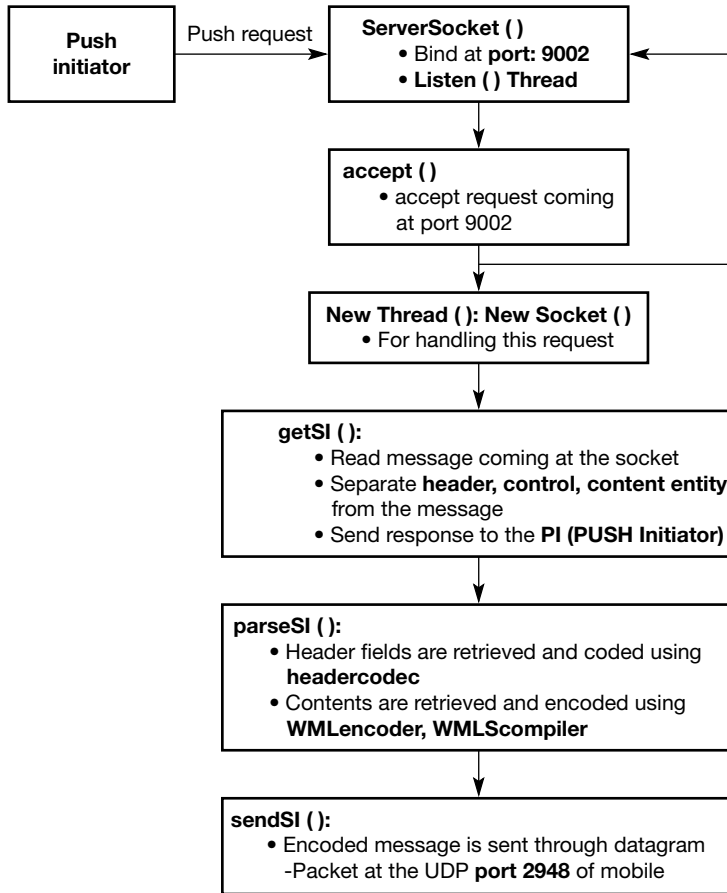 Push
initiator
Push request
ServerSocket ( )
• Bind at port: 9002
• Listen ( ) Thread
accept ( )
• accept request coming
at port 9002
New Thread ( ): New Socket ( )
• For handling this request
getSI ( ):
• Read message coming at the socket
• Separate header, control, content entity
from the message
• Send response to the PI (PUSH Initiator)
parseSI ( ):
• Header fields are retrieved and coded using
headercodec
• Contents are retrieved and encoded using
WMLencoder, WMLScompiler
sendSI ( ):
• Encoded message is sent through datagram
-Packet at the UDP port 2948 of mobile